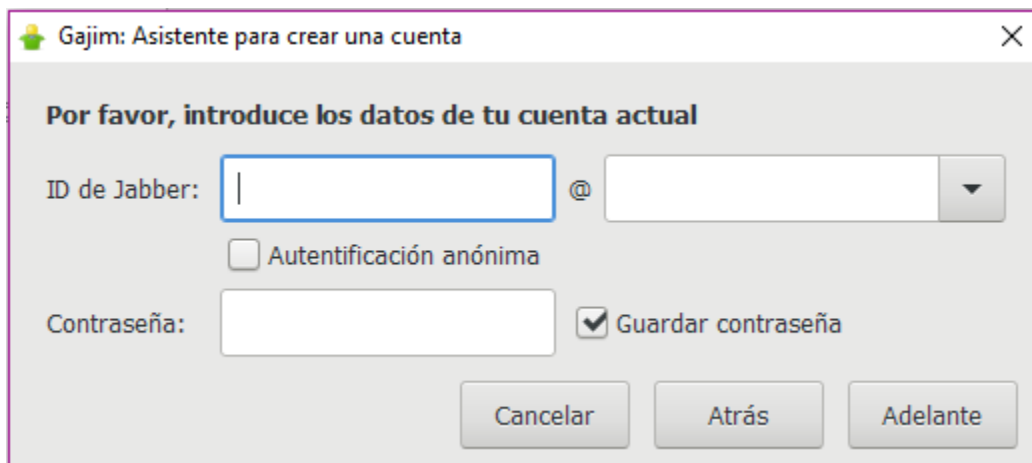 Gajim: Asistente para crear una cuenta
Por favor, introduce los datos de tu cuenta actual
ID de Jabber: @
Autentificación anónima
Contraseña: Guardar contraseña
Cancelar Atrás Adelante